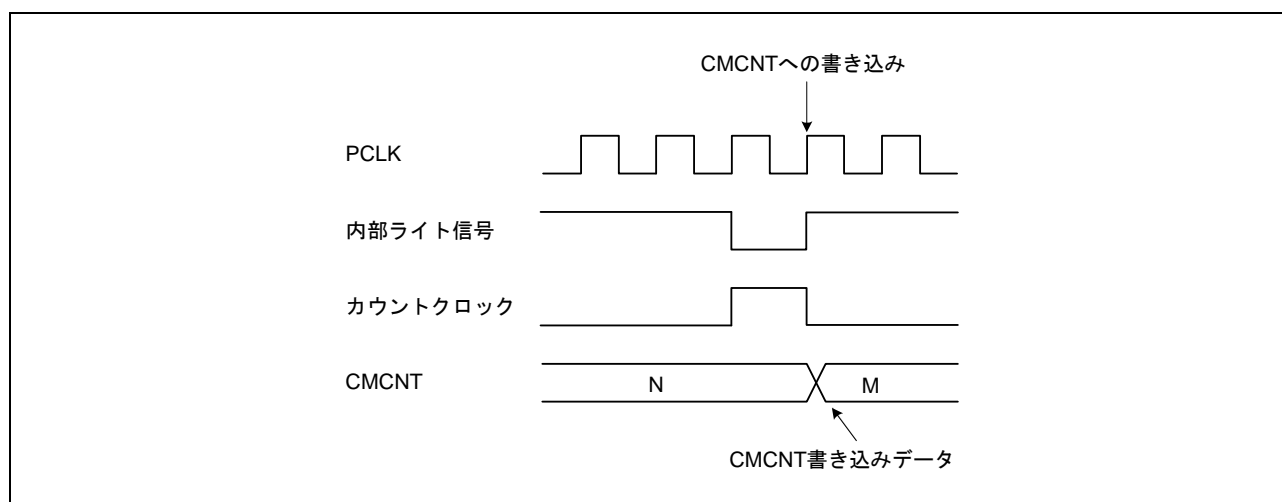 CMCNTへの書き込み
PCLK
内部ライト信号
カウントクロック
CMCNT
N
M
CMCNT書き込みデータ